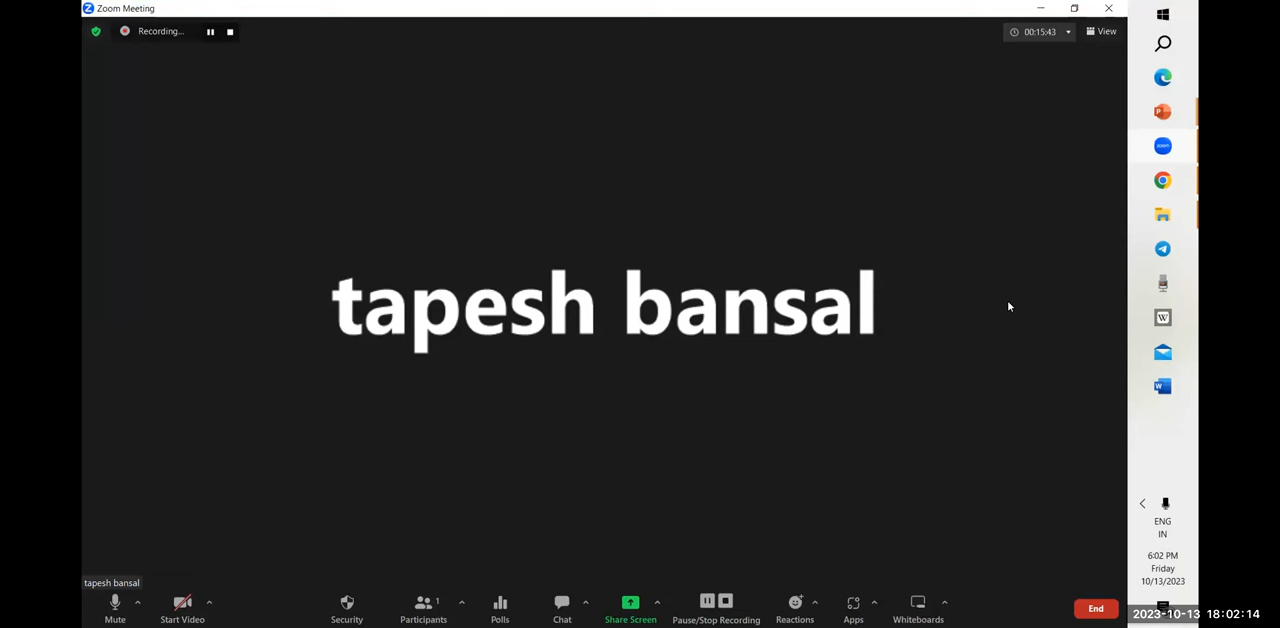 Zoom Meeting
Recording...
00:15:43
View
tapesh bansal
tapesh bansal
Mute
Start Video
Security
Participants
1
Polls
Chat
Share Screen
Pause/Stop Recording
Reactions
Apps
Whiteboards
End
zoom
P
W
W
ENG
IN
6:02 PM
Friday
10/13/2023
2023-10-13 18:02:14